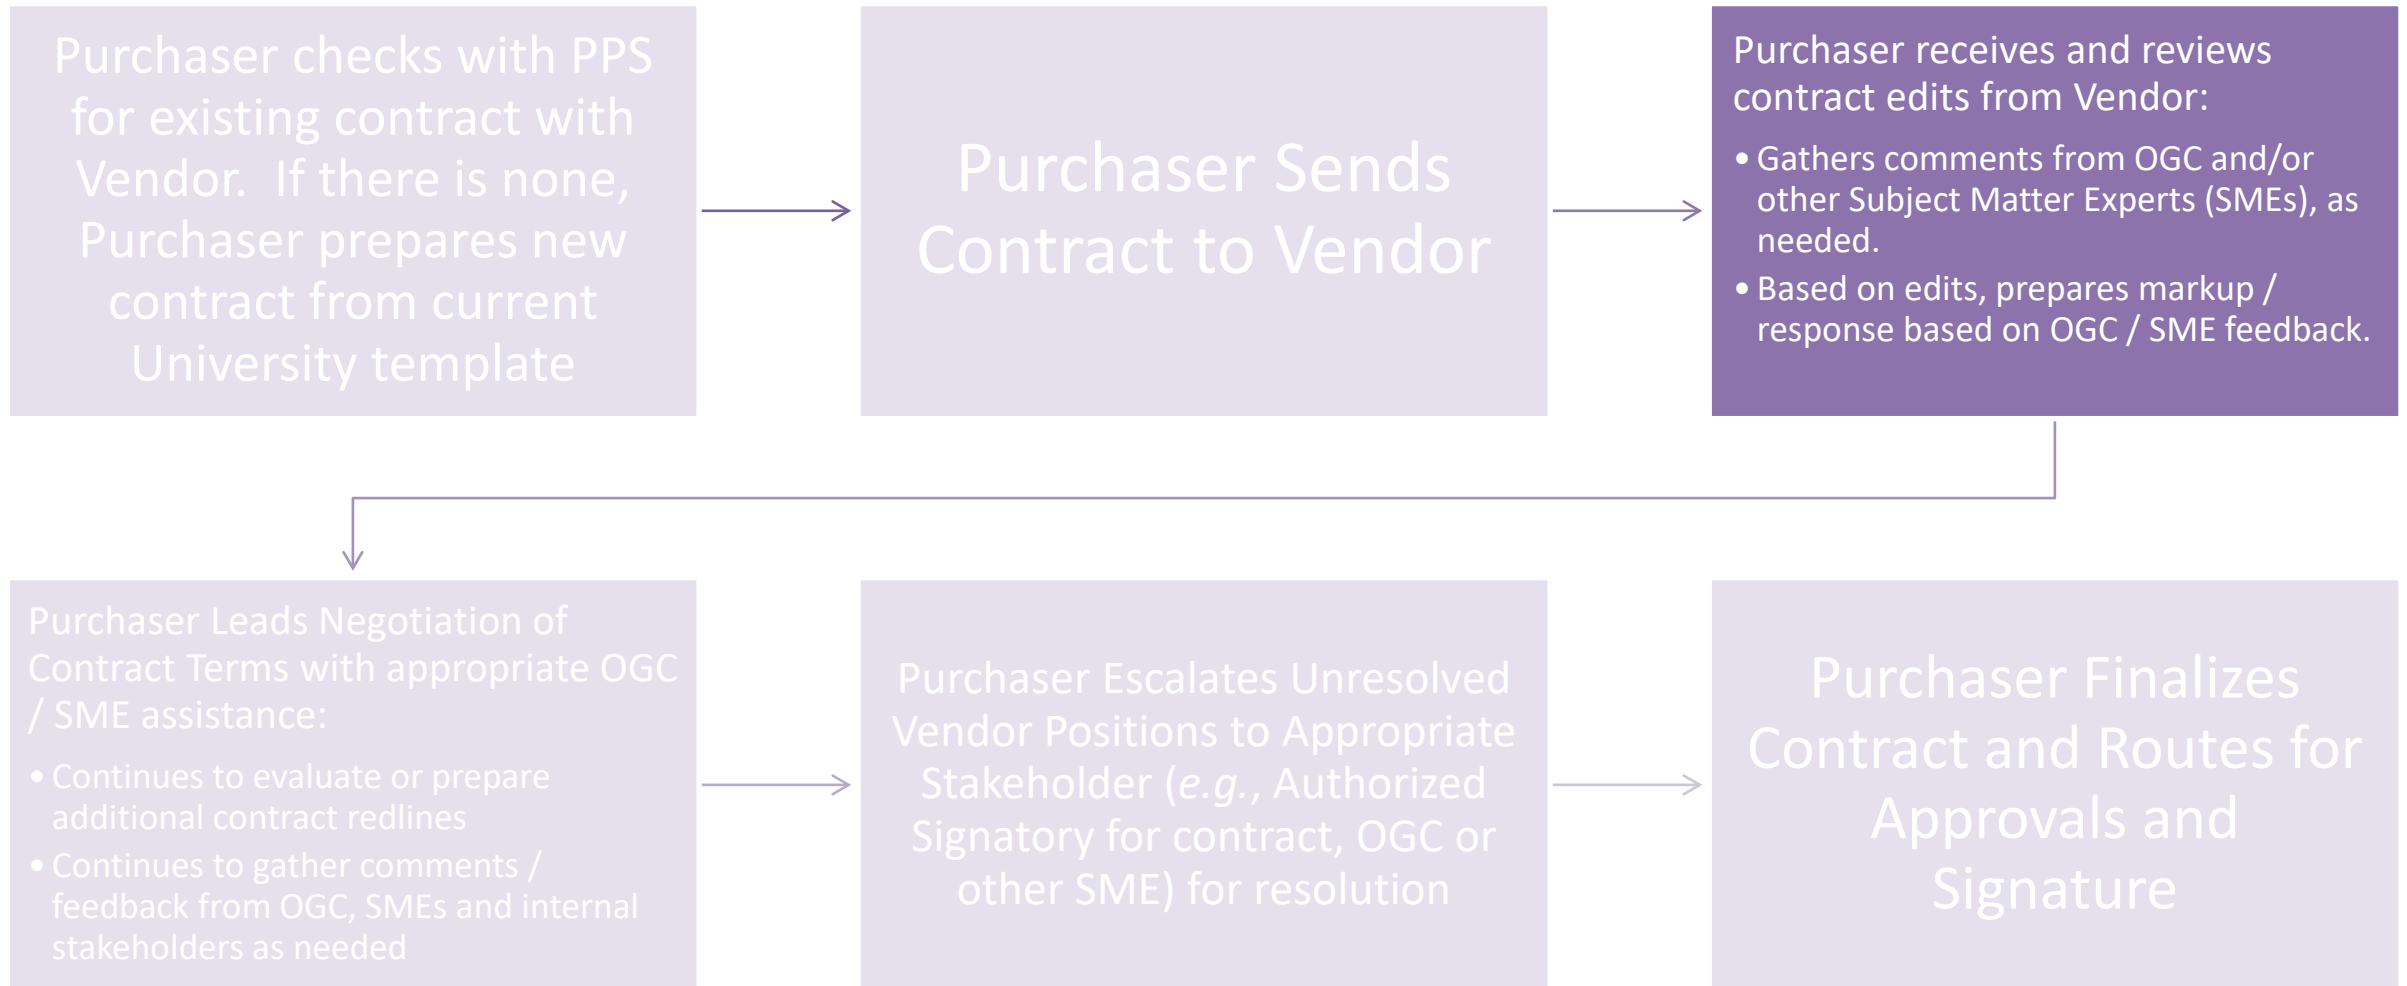 Purchaser checks with PPS
for existing contract with
Vendor.  If there is none,
Purchaser prepares new
contract from current
University template
Purchaser Sends
Contract to Vendor
Purchaser receives and reviews
contract edits from Vendor:
• Gathers comments from OGC and/or
other Subject Matter Experts (SMEs), as
needed.
• Based on edits, prepares markup /
response based on OGC / SME feedback.
Purchaser Leads Negotiation of
Contract Terms with appropriate OGC
/ SME assistance:
• Continues to evaluate or prepare
additional contract redlines
• Continues to gather comments /
feedback from OGC, SMEs and internal
stakeholders as needed
Purchaser Escalates Unresolved
Vendor Positions to Appropriate
Stakeholder (e.g., Authorized
Signatory for contract, OGC or
other SME) for resolution
Purchaser Finalizes
Contract and Routes for
Approvals and
Signature